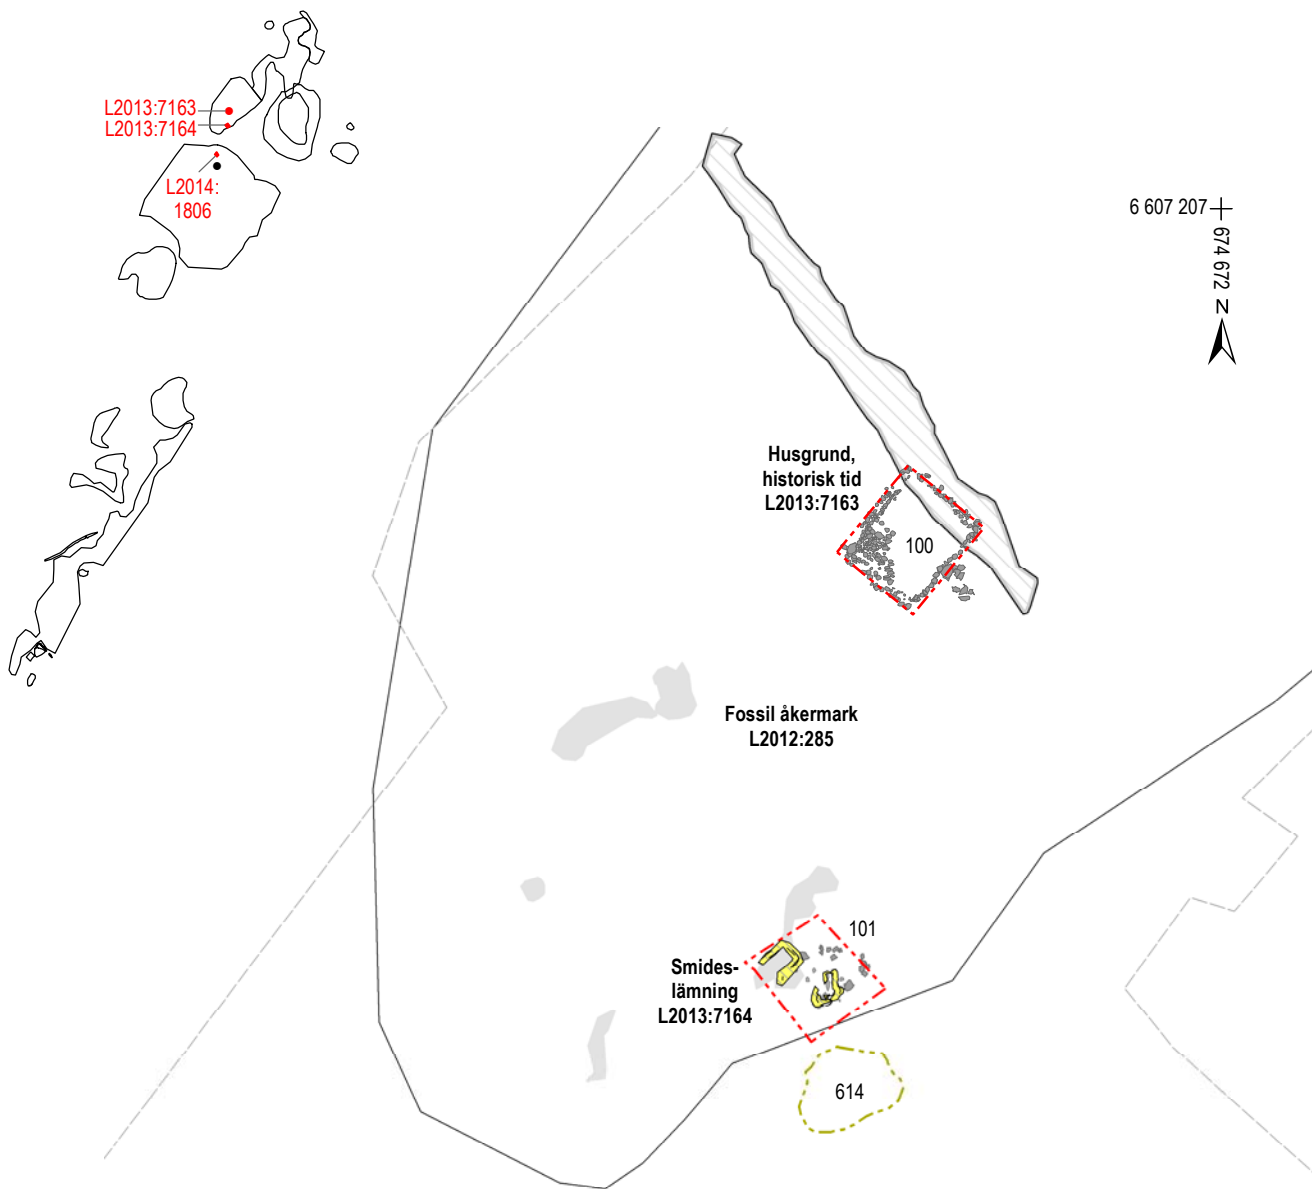 L2013:7163
L2013:7164
L2014:
1806
6 607 207
674 672
N
Husgrund,
historisk tid
L2013:7163
100
Fossil åkermark
L2012:285
101
Smides-
lämning
L2013:7164
614